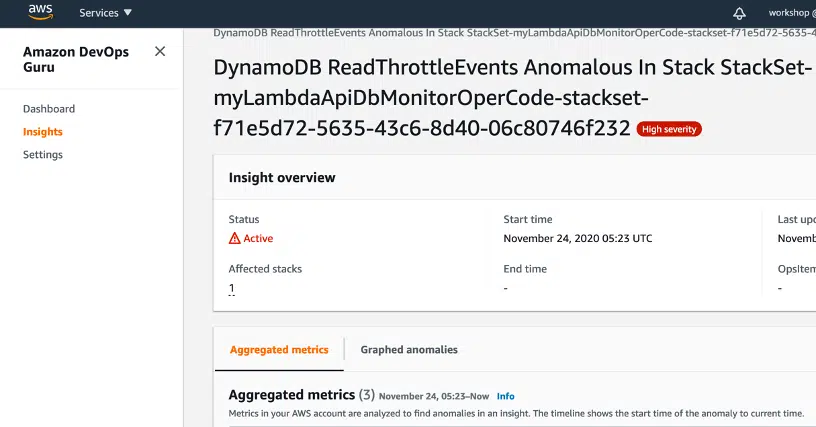 aws
Services ▼
workshop
Amazon DevOps
Guru
Dashboard
Insights
Settings
DynamoDB ReadThrottleEvents Anomalous In Stack StackSet-myLambdaApiDbMonitorOperCode-stackset-f71e5d72-5635-4
DynamoDB ReadThrottleEvents Anomalous In Stack StackSet-
myLambdaApiDbMonitorOperCode-stackset-
f71e5d72-5635-43c6-8d40-06c80746f232 High severity
Insight overview
Status
Active
Affected stacks
1
Start time
November 24, 2020 05:23 UTC
End time
-
Last upd
Novemb
OpsItem
-
Aggregated metrics
Graphed anomalies
Aggregated metrics (3) November 24, 05:23–Now Info
Metrics in your AWS account are analyzed to find anomalies in an insight. The timeline shows the start time of the anomaly to current time.